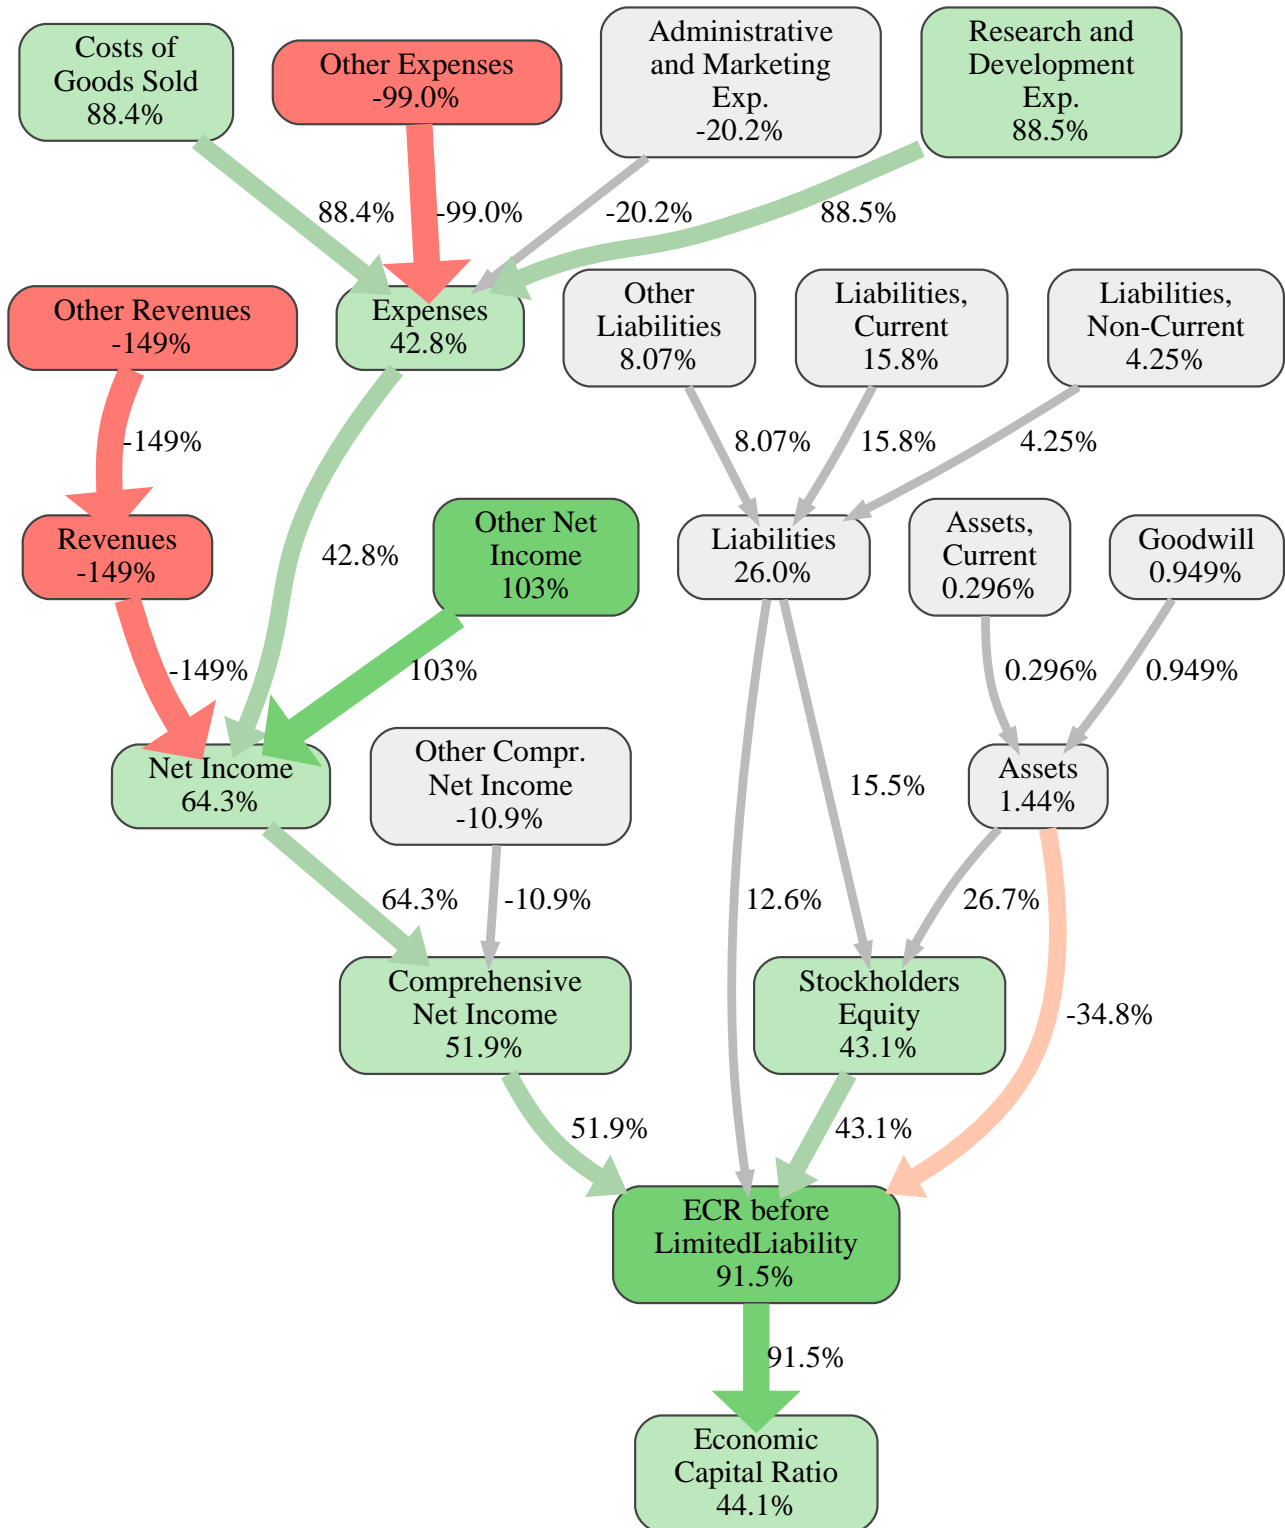 Costs of
Goods Sold
88.4%
Other Expenses
-99.0%
Administrative
and Marketing
Exp.
-20.2%
Research and
Development
Exp.
88.5%
88.4%
-99.0%
-20.2%
88.5%
Other Revenues
-149%
Expenses
42.8%
Other
Liabilities
8.07%
Liabilities,
Current
15.8%
Liabilities,
Non-Current
4.25%
-149%
8.07%
15.8%
4.25%
Revenues
-149%
42.8%
Other Net
Income
103%
Liabilities
26.0%
Assets,
Current
0.296%
Goodwill
0.949%
-149%
103%
0.296%
0.949%
Net Income
64.3%
Other Compr.
Net Income
-10.9%
15.5%
Assets
1.44%
64.3%
-10.9%
12.6%
26.7%
Comprehensive
Net Income
51.9%
Stockholders
Equity
43.1%
-34.8%
51.9%
43.1%
ECR before
LimitedLiability
91.5%
91.5%
Economic
Capital Ratio
44.1%